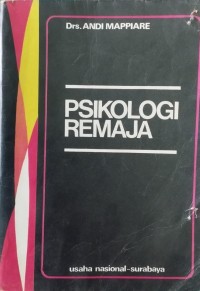 Drs. ANDI MAPPIARE
PSIKOLOGI
REMAJA
usaha nasional-surabaya